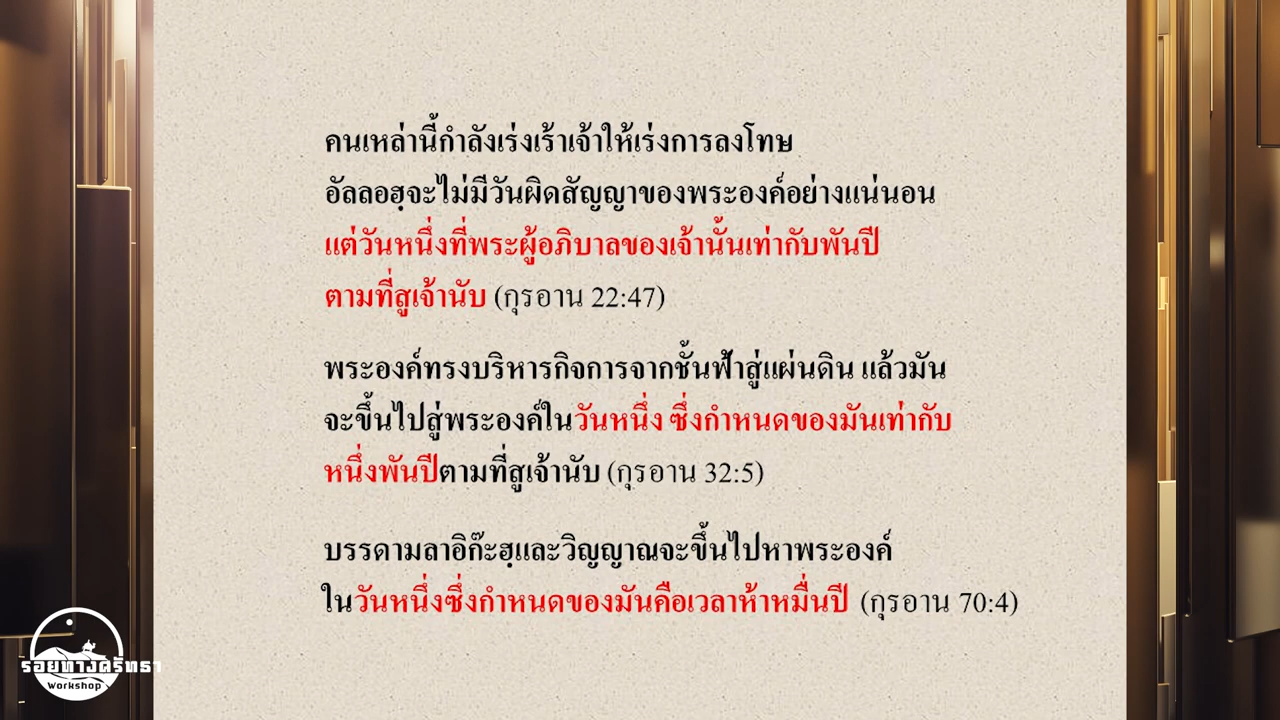 คนเหล่านี้กำลังเร่งเร้าเจ้าให้เร่งการลงโทษ
อัลลอฮฺจะไม่มีวันผิดสัญญาของพระองค์อย่างแน่นอน
แต่วันหนึ่งที่พระผู้อภิบาลของเจ้านั้นเท่ากับพันปี
ตามที่สูเจ้านับ (กุรอาน 22:47)
พระองค์ทรงบริหารกิจการจากชั้นฟ้าสู่แผ่นดิน แล้วมัน
จะขึ้นไปสู่พระองค์ในวันหนึ่ง ซึ่งกำหนดของมันเท่ากับ
หนึ่งพันปีตามที่สูเจ้านับ (กุรอาน 32:5)
บรรดามลาอิก๊ะฮฺและวิญญาณจะขึ้นไปหาพระองค์
ในวันหนึ่งซึ่งกำหนดของมันคือเวลาห้าหมื่นปี (กุรอาน 70:4)
รอยทางศรัทธา
workshop